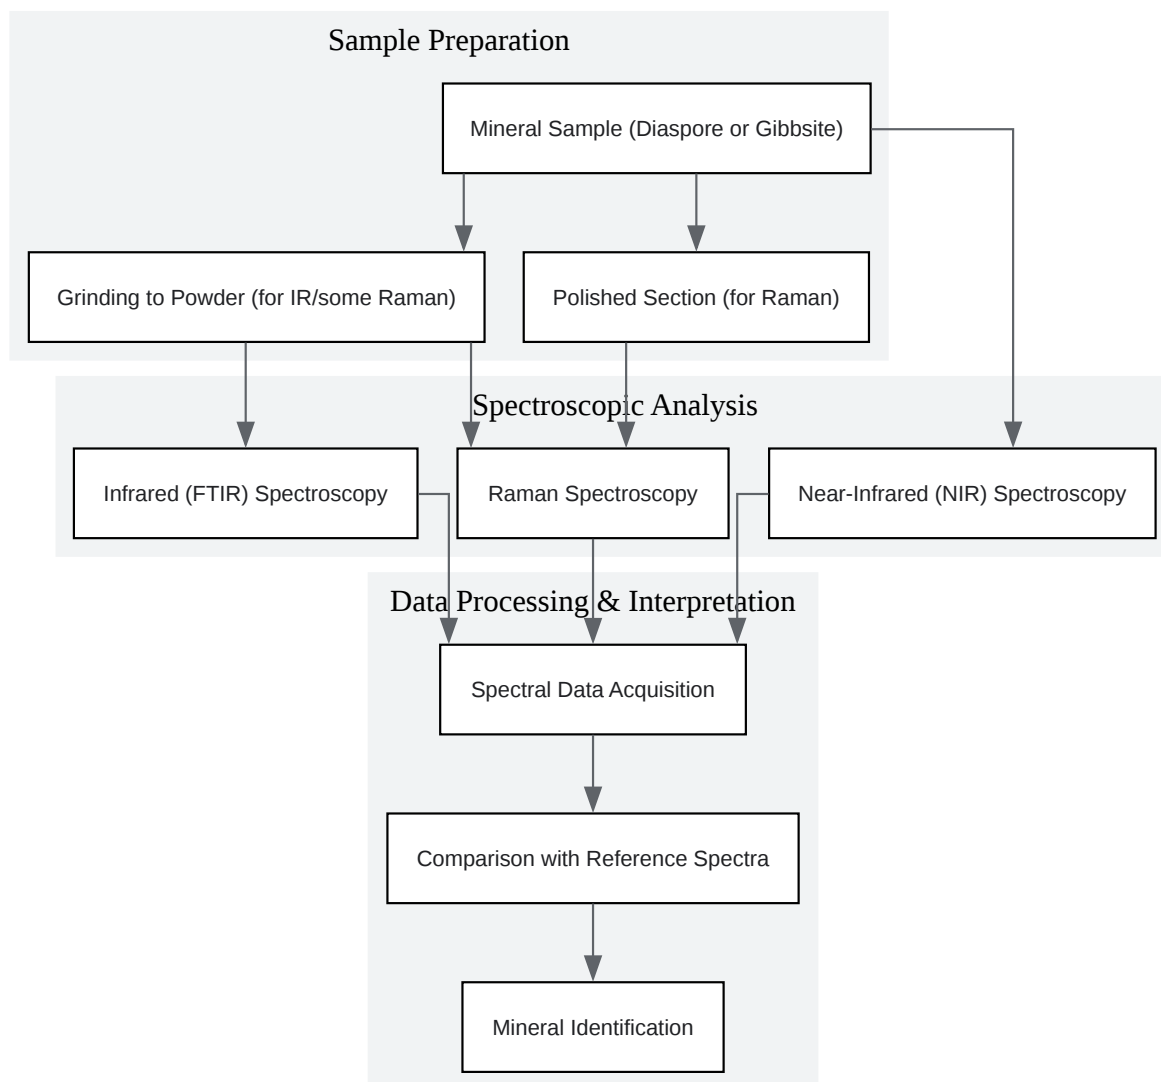 Sample Preparation
Mineral Sample (Diaspore or Gibbsite)
Grinding to Powder (for IR/some Raman)
Polished Section (for Raman)
Spectroscopic Analysis
Infrared (FTIR) Spectroscopy
Raman Spectroscopy
Near-Infrared (NIR) Spectroscopy
Data Processing & Interpretation
Spectral Data Acquisition
Comparison with Reference Spectra
Mineral Identification